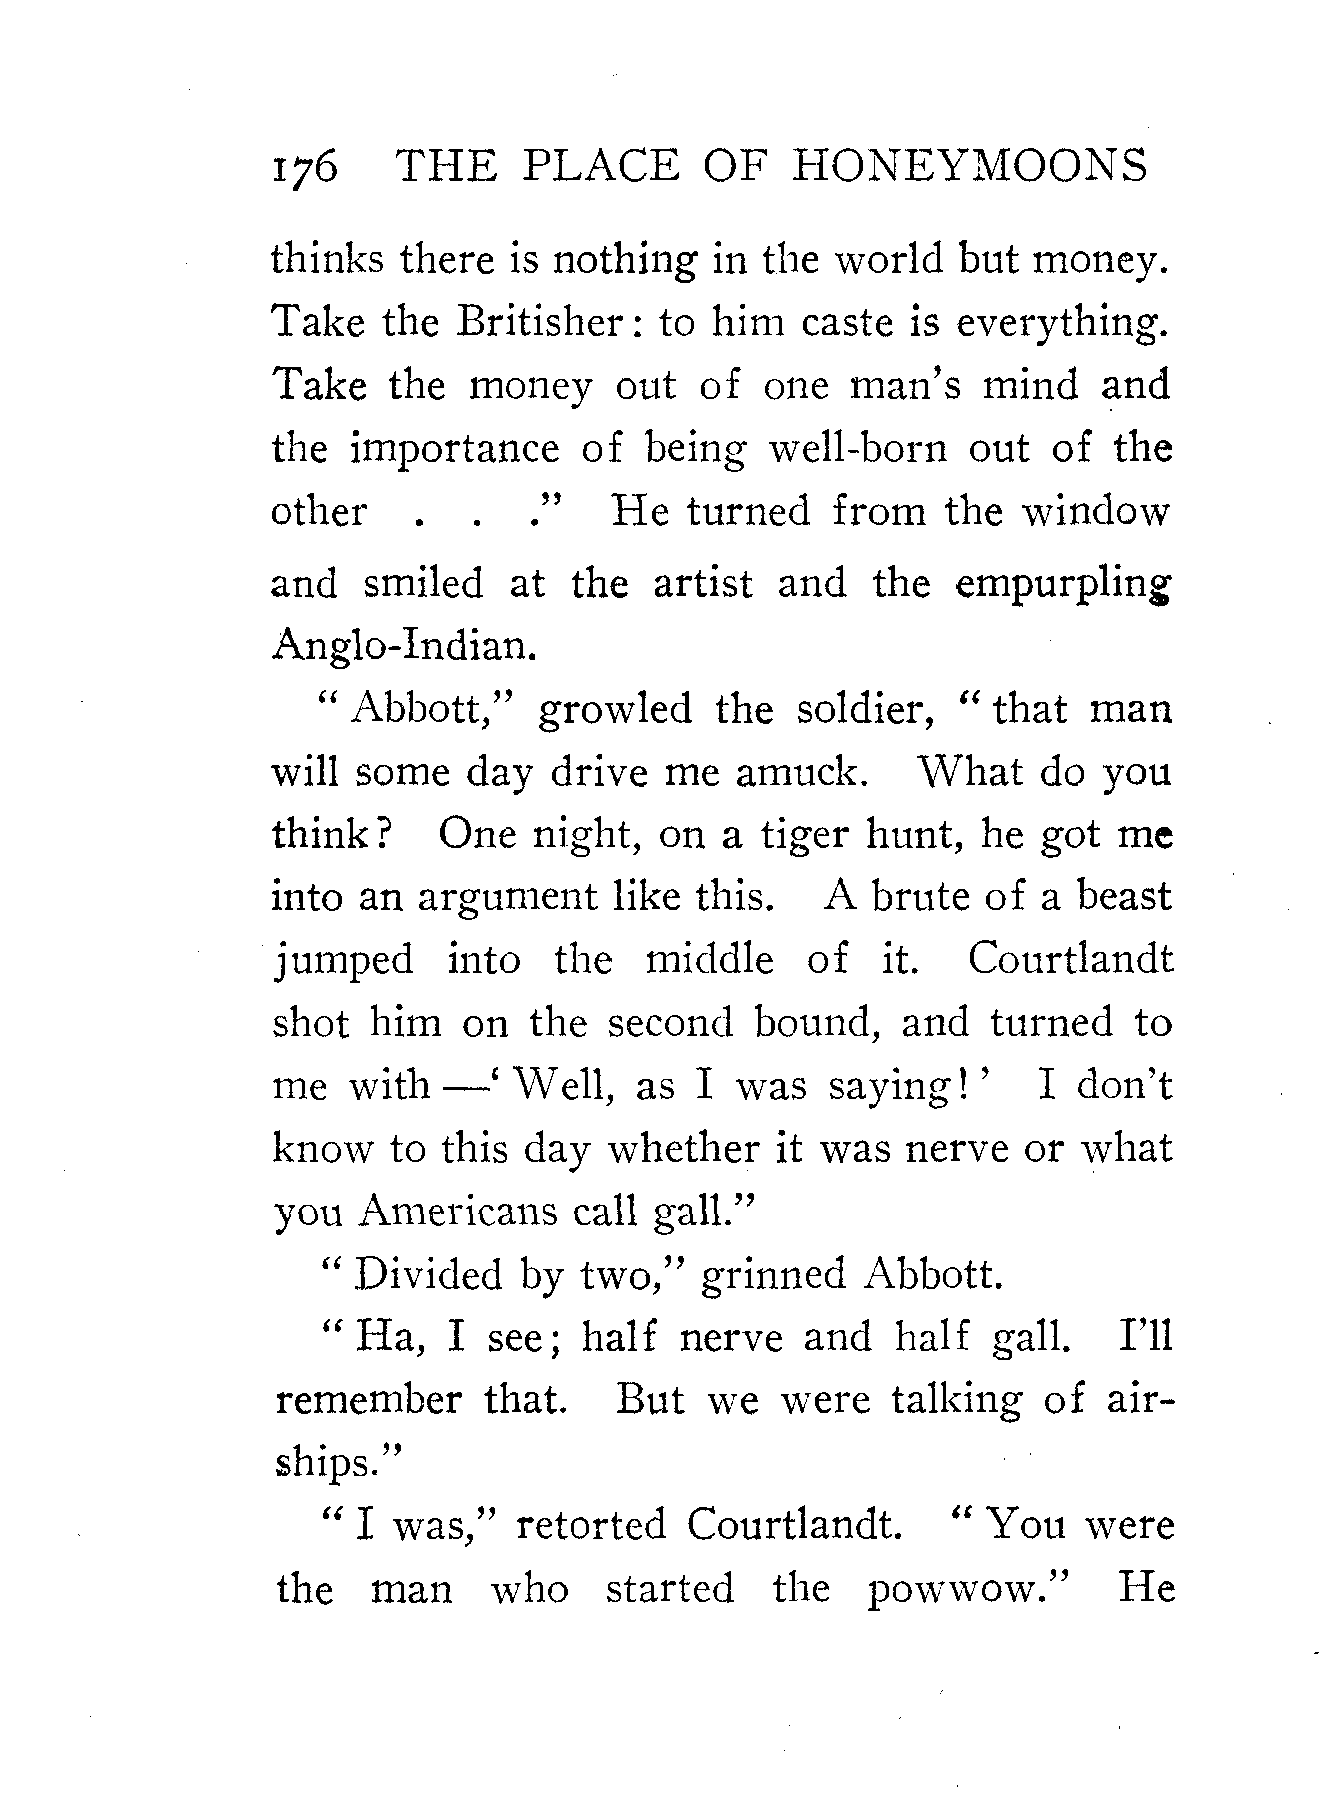 176 THE PLACE OF HONEYMOONS
thinks there is nothing in the world but money.
Take the Britisher: to him caste is everything.
Take the money out of one man's mind and
the importance of being well-born out of the
other . . ." He turned from the window
and smiled at the artist and the empurpling
Anglo-Indian.
"Abbott," growled the soldier, "that man
will some day drive me amuck. What do you
think? One night, on a tiger hunt, he got me
into an argument like this. A brute of a beast
jumped into the middle of it. Courtlandt
shot him on the second bound, and turned to
me with —'Well, as I was saying!' I don't
know to this day whether it was nerve or what
you Americans call gall."
"Divided by two," grinned Abbott.
"Ha, I see; half nerve and half gall. I'll
remember that. But we were talking of air-
ships."
"I was," retorted Courtlandt. "You were
the man who started the powwow." He